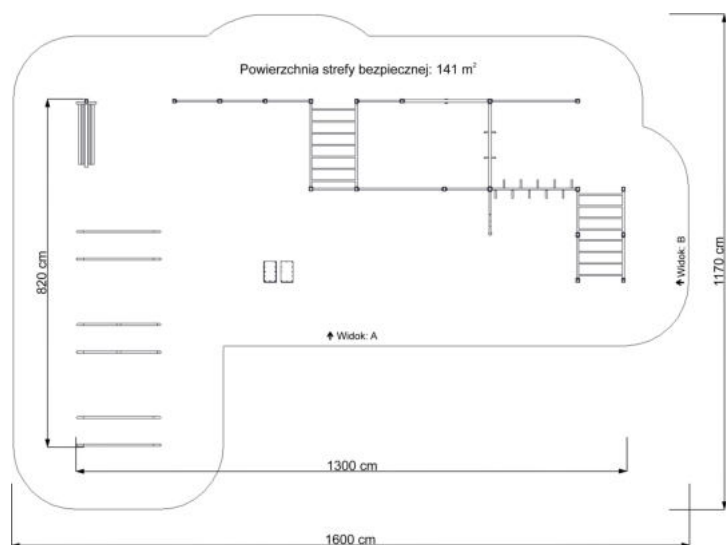 Powierzchnia strefy bezpiecznej: 141 m²
820 cm
Widok: B
1170 cm
Widok: A
1300 cm
1600 cm